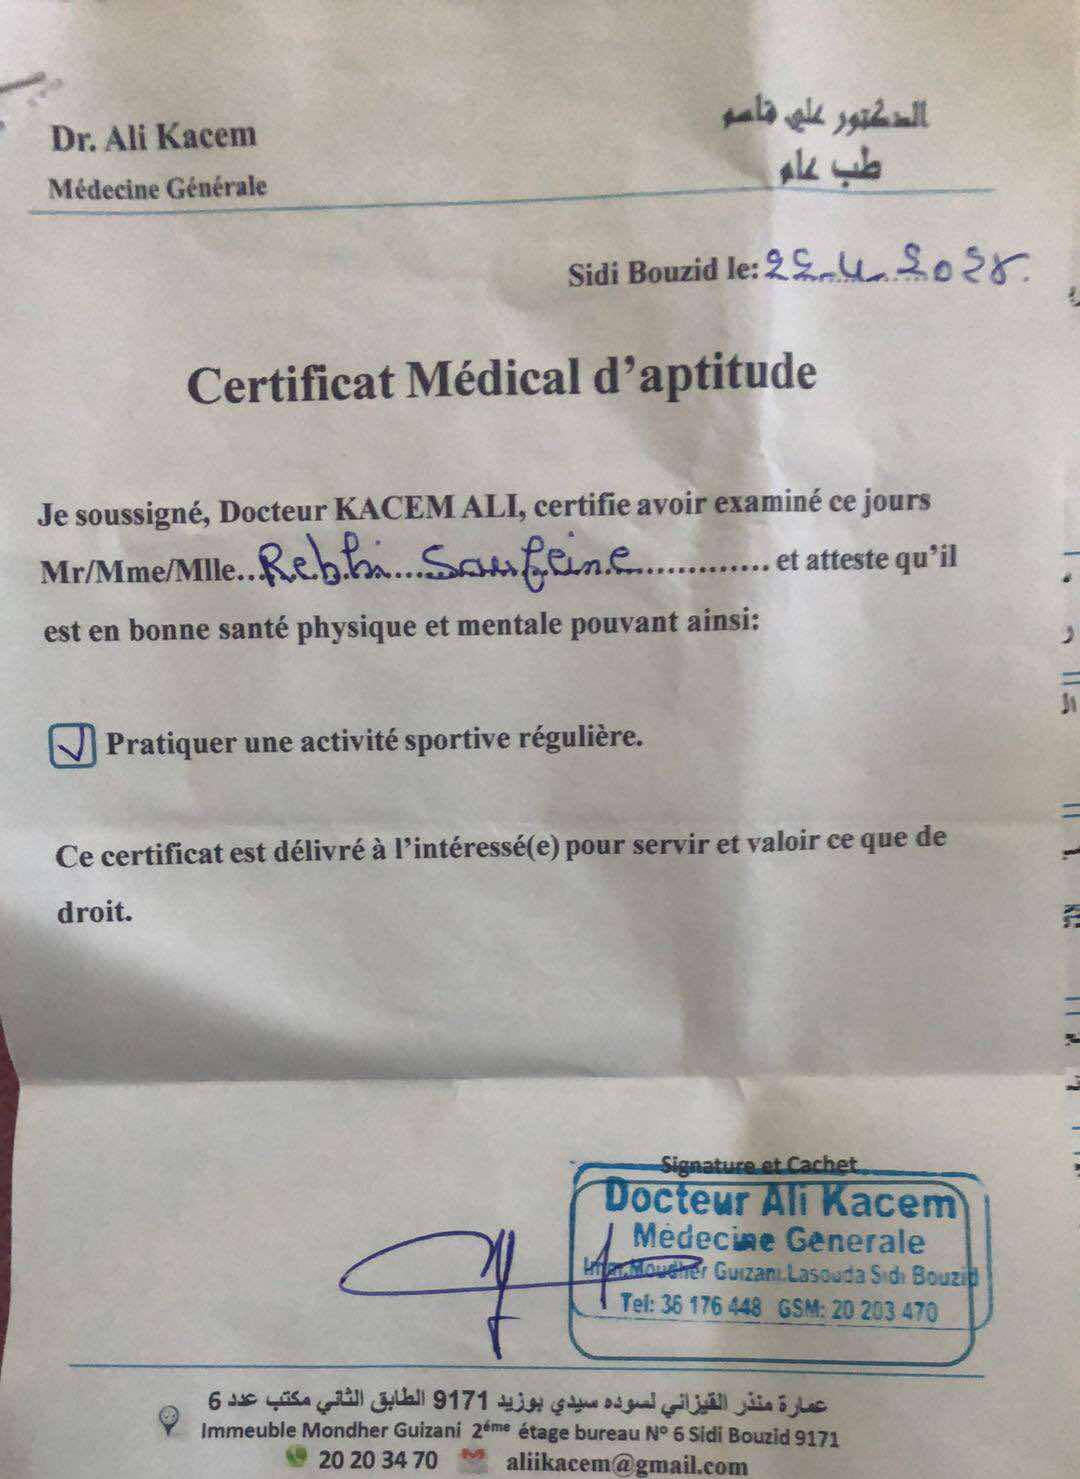 Dr. Ali Kacem
الدكتور علي قاسم
Médecine Générale
طب عام
Sidi Bouzid le:
Certificat Médical d'aptitude
Je soussigné, Docteur KACEM ALI, certifie avoir examiné ce jours
Mr/Mme/Mlle...Rebhi...Soufeine............. et atteste qu'il
est en bonne santé physique et mentale pouvant ainsi:
Pratiquer une activité sportive régulière.
Ce certificat est délivré à l'intéressé(e) pour servir et valoir ce que de
droit.
Signature et Cachet
Docteur Ali Kacem
Médecine Generale
Guizani.Lasouda Sidi Bouzid
Tel: 36 176 448 GSM: 20 203 470
عمارة منذر القيزاني لسوده سيدي بوزيد 9171 الطابق الثاني مكتب عدد 6
Immeuble Mondher Guizani 2éme étage bureau N° 6 Sidi Bouzid 9171
20 20 34 70 aliikacem@gmail.com